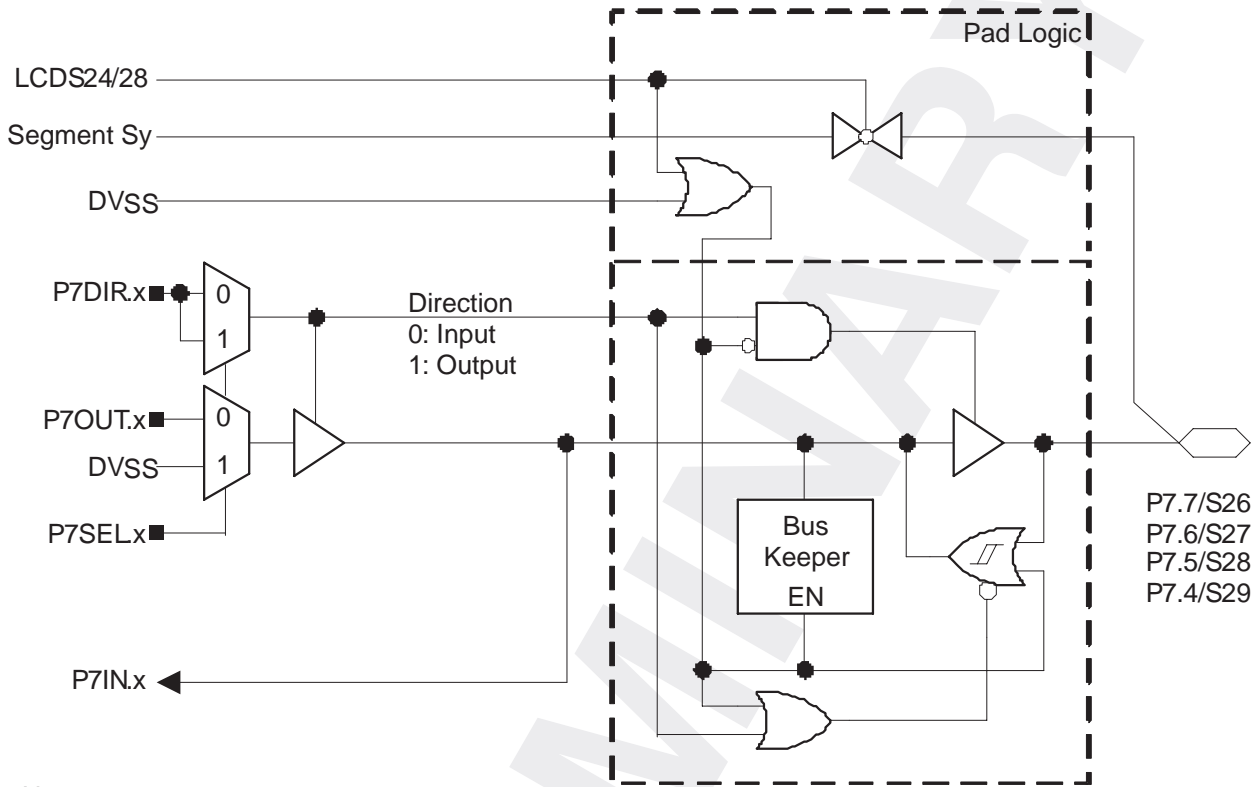 Pad Logic
LCDS24/28
Segment Sy
DVSS
P7DIR.x
0
1
Direction
0: Input
1: Output
P7OUT.x
0
DVSS
1
P7SEL.x
Bus
Keeper
EN
P7.7/S26
P7.6/S27
P7.5/S28
P7.4/S29
P7IN.x
MINARY